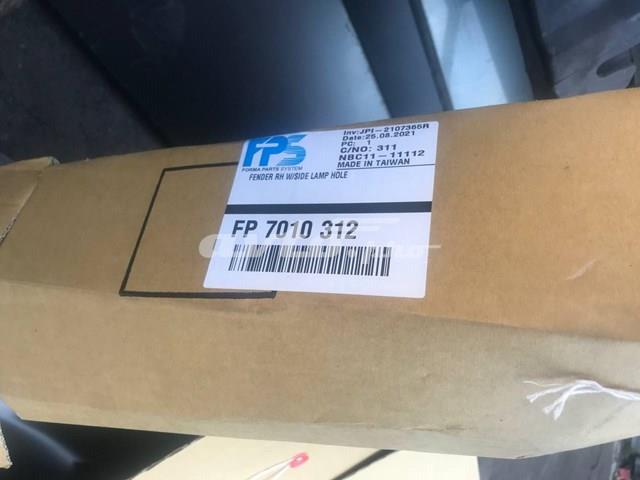 FPS
FORMA PARTS SYSTEM
Inv:JPI-2107365R
Date:25.08.2021
PC: 1
C/NO: 311
NBC11-11112
MADE IN TAIWAN
FENDER RH W/SIDE LAMP HOLE
FP 7010 312